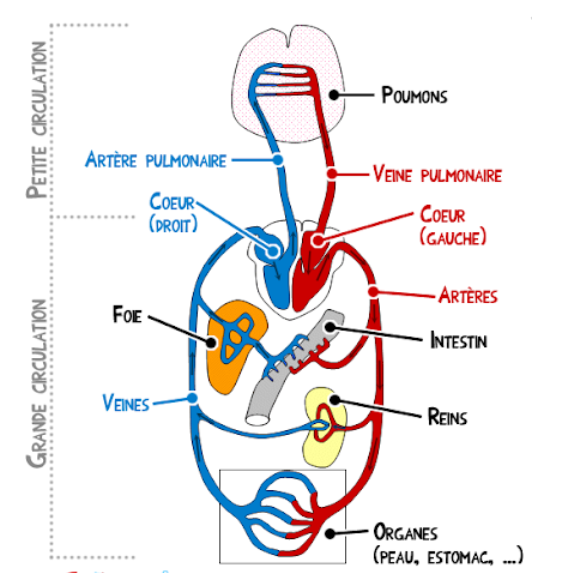 Petite circulation
Poumons
Artère pulmonaire
Veine pulmonaire
Coeur
(droit)
Coeur
(gauche)
Artères
Foie
Intestin
Grande circulation
Veines
Reins
Organes
(peau, estomac, ...)